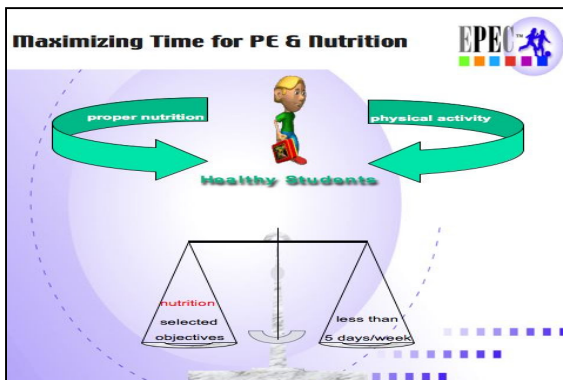 Maximizing Time for PE & Nutrition
EPEC™
proper nutrition
physical activity
Healthy Students
nutrition
selected
objectives
less than
5 days/week